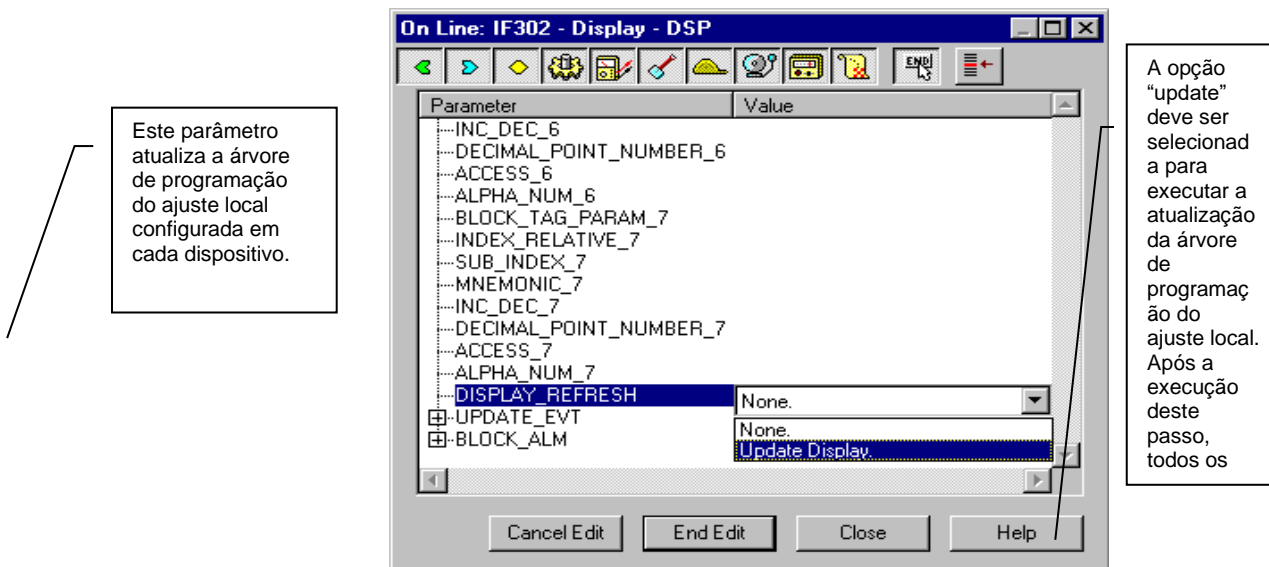 On Line: IF302 - Display - DSP
END
Parameter Value
INC_DEC_6
DECIMAL_POINT_NUMBER_6
ACCESS_6
ALPHA_NUM_6
BLOCK_TAG_PARAM_7
INDEX_RELATIVE_7
SUB_INDEX_7
MNEMONIC_7
INC_DEC_7
DECIMAL_POINT_NUMBER_7
ACCESS_7
ALPHA_NUM_7
DISPLAY_REFRESH None.
UPDATE_EVT None.
BLOCK_ALM Update Display.
Cancel Edit End Edit Close Help
Este parâmetro
atualiza a árvore
de programação
do ajuste local
configurada em
cada dispositivo.
A opção
“update”
deve ser
selecionad
a para
executar a
atualização
da árvore
de
programaç
ão do
ajuste local.
Após a
execução
deste
passo,
todos os